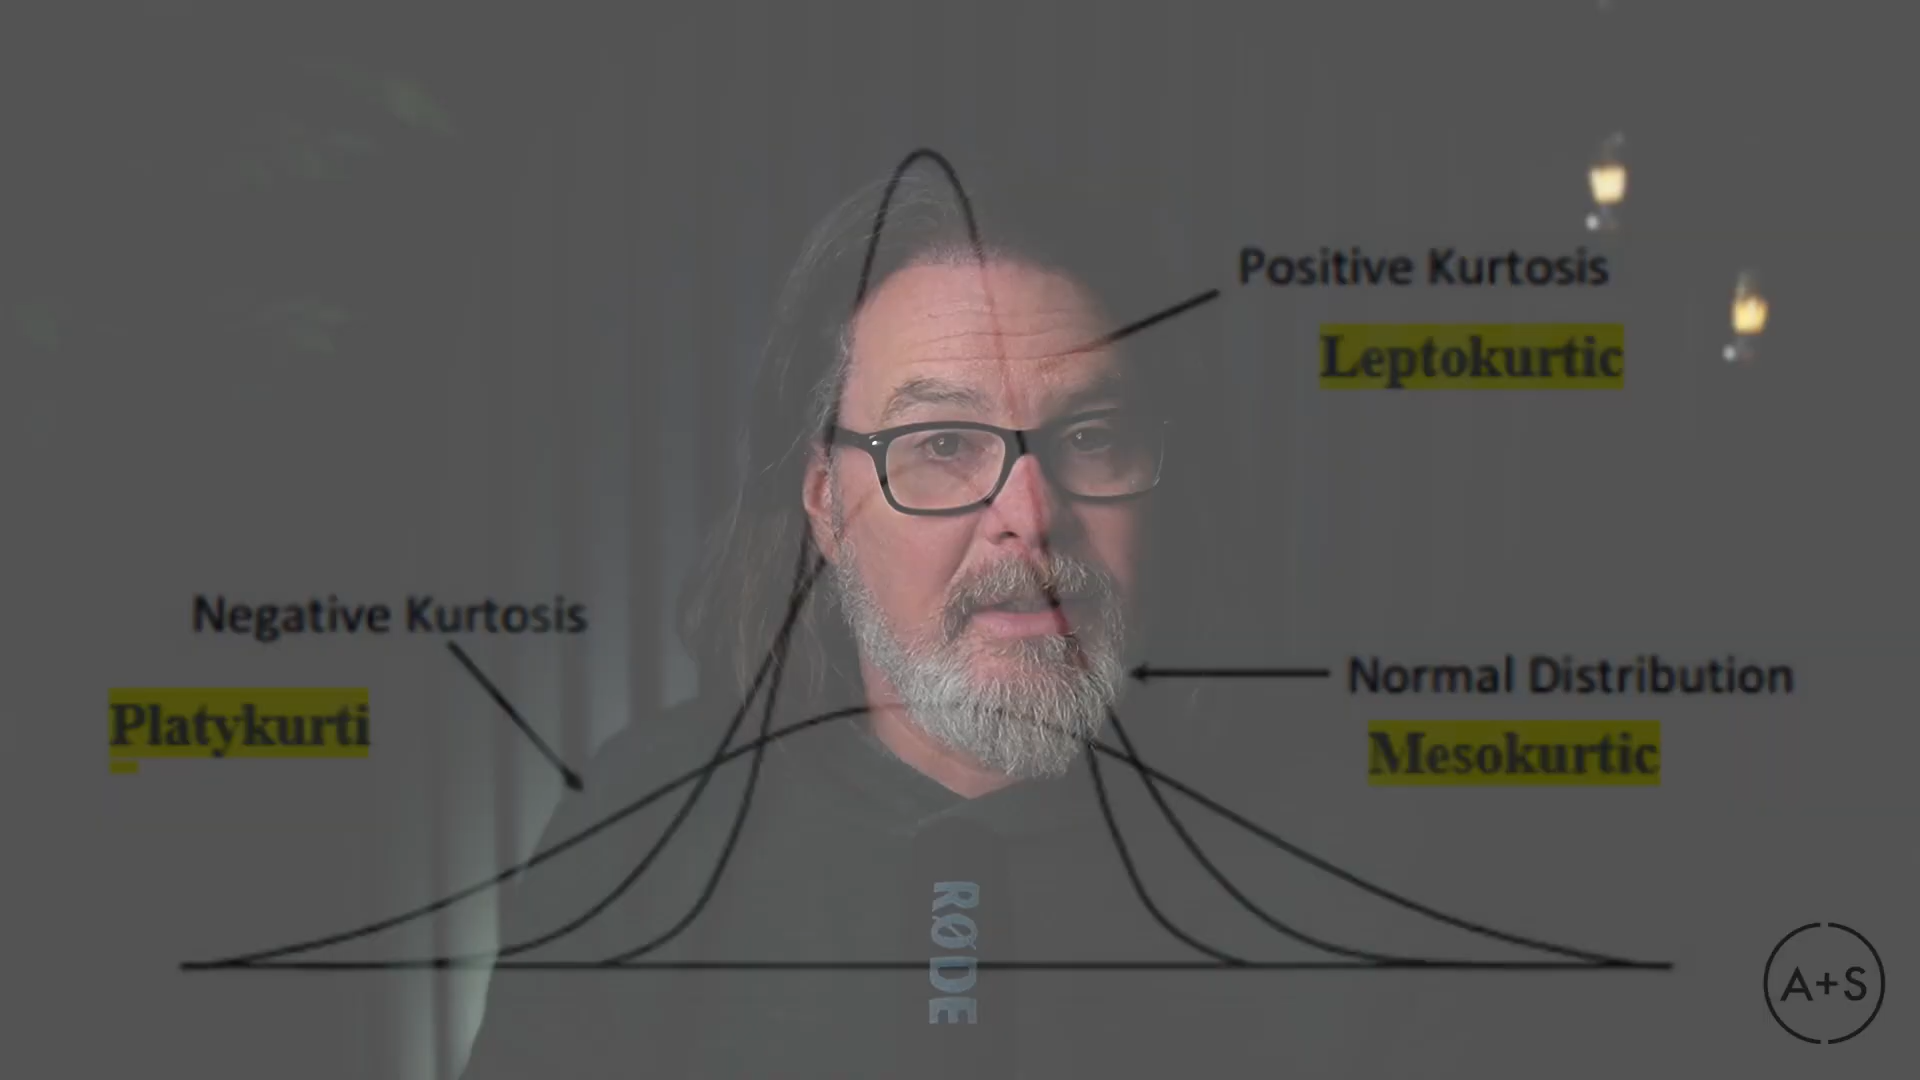 Positive Kurtosis
Leptokurtic
Negative Kurtosis
Platykurti
Normal Distribution
Mesokurtic
RØDE
A+S